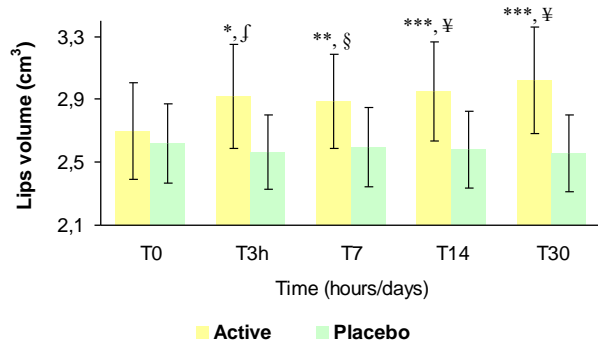 Lips volume (cm³)
3,3
2,9
2,5
2,1
*, ƒ
**, §
***, ¥
***, ¥
T0 T3h T7 T14 T30
Time (hours/days)
Active Placebo